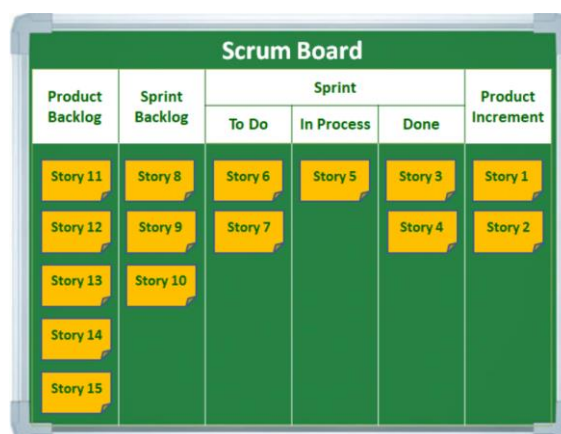 Scrum Board
Product
Backlog
Sprint
Backlog
Sprint
To Do
In Process
Done
Product
Increment
Story 11
Story 8
Story 6
Story 5
Story 3
Story 1
Story 12
Story 9
Story 7
Story 4
Story 2
Story 13
Story 10
Story 14
Story 15